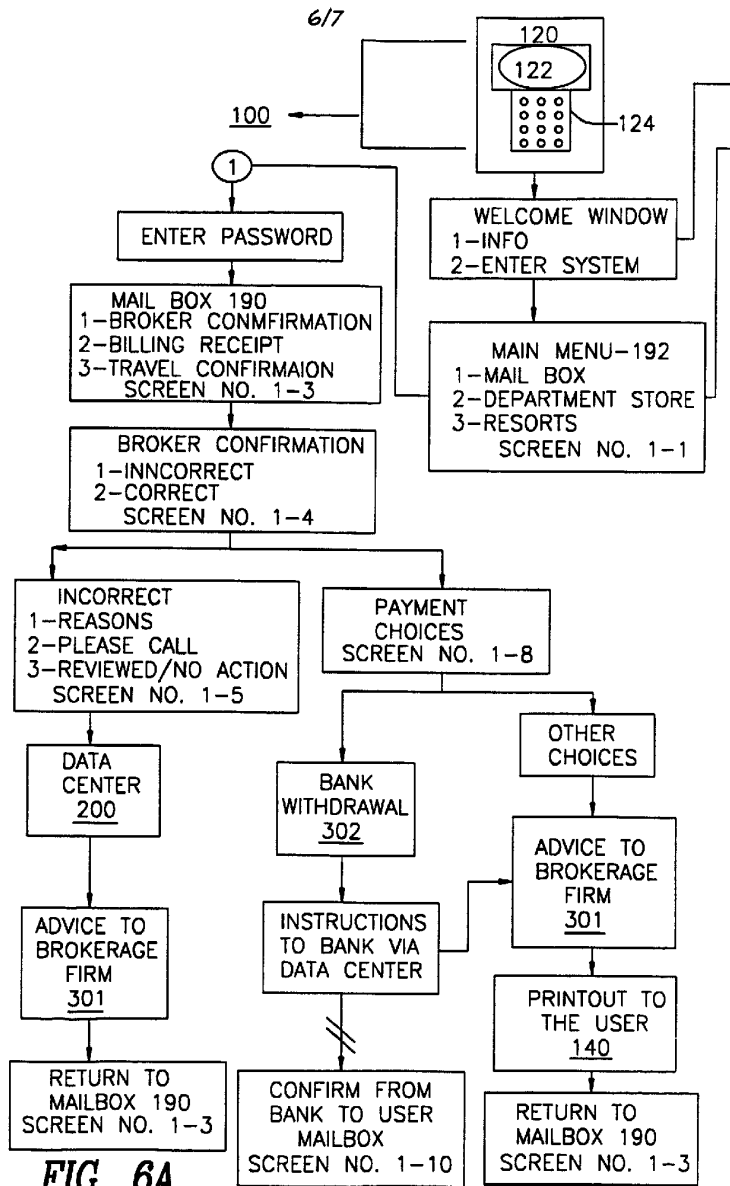 6/7
120
122
124
100
1
WELCOME WINDOW
1-INFO
2-ENTER SYSTEM
ENTER PASSWORD
MAIL BOX 190
1-BROKER CONMFIRMATION
2-BILLING RECEIPT
3-TRAVEL CONFIRMAION
SCREEN NO. 1-3
MAIN MENU-192
1-MAIL BOX
2-DEPARTMENT STORE
3-RESORTS
SCREEN NO. 1-1
BROKER CONFIRMATION
1-INNCORRECT
2-CORRECT
SCREEN NO. 1-4
INCORRECT
1-REASONS
2-PLEASE CALL
3-REVIEWED/NO ACTION
SCREEN NO. 1-5
PAYMENT
CHOICES
SCREEN NO. 1-8
DATA
CENTER
200
BANK
WITHDRAWAL
302
OTHER
CHOICES
ADVICE TO
BROKERAGE
FIRM
301
INSTRUCTIONS
TO BANK VIA
DATA CENTER
ADVICE TO
BROKERAGE
FIRM
301
PRINTOUT TO
THE USER
140
RETURN TO
MAILBOX 190
SCREEN NO. 1-3
CONFIRM FROM
BANK TO USER
MAILBOX
SCREEN NO. 1-10
RETURN TO
MAILBOX 190
SCREEN NO. 1-3
FIG. 6A